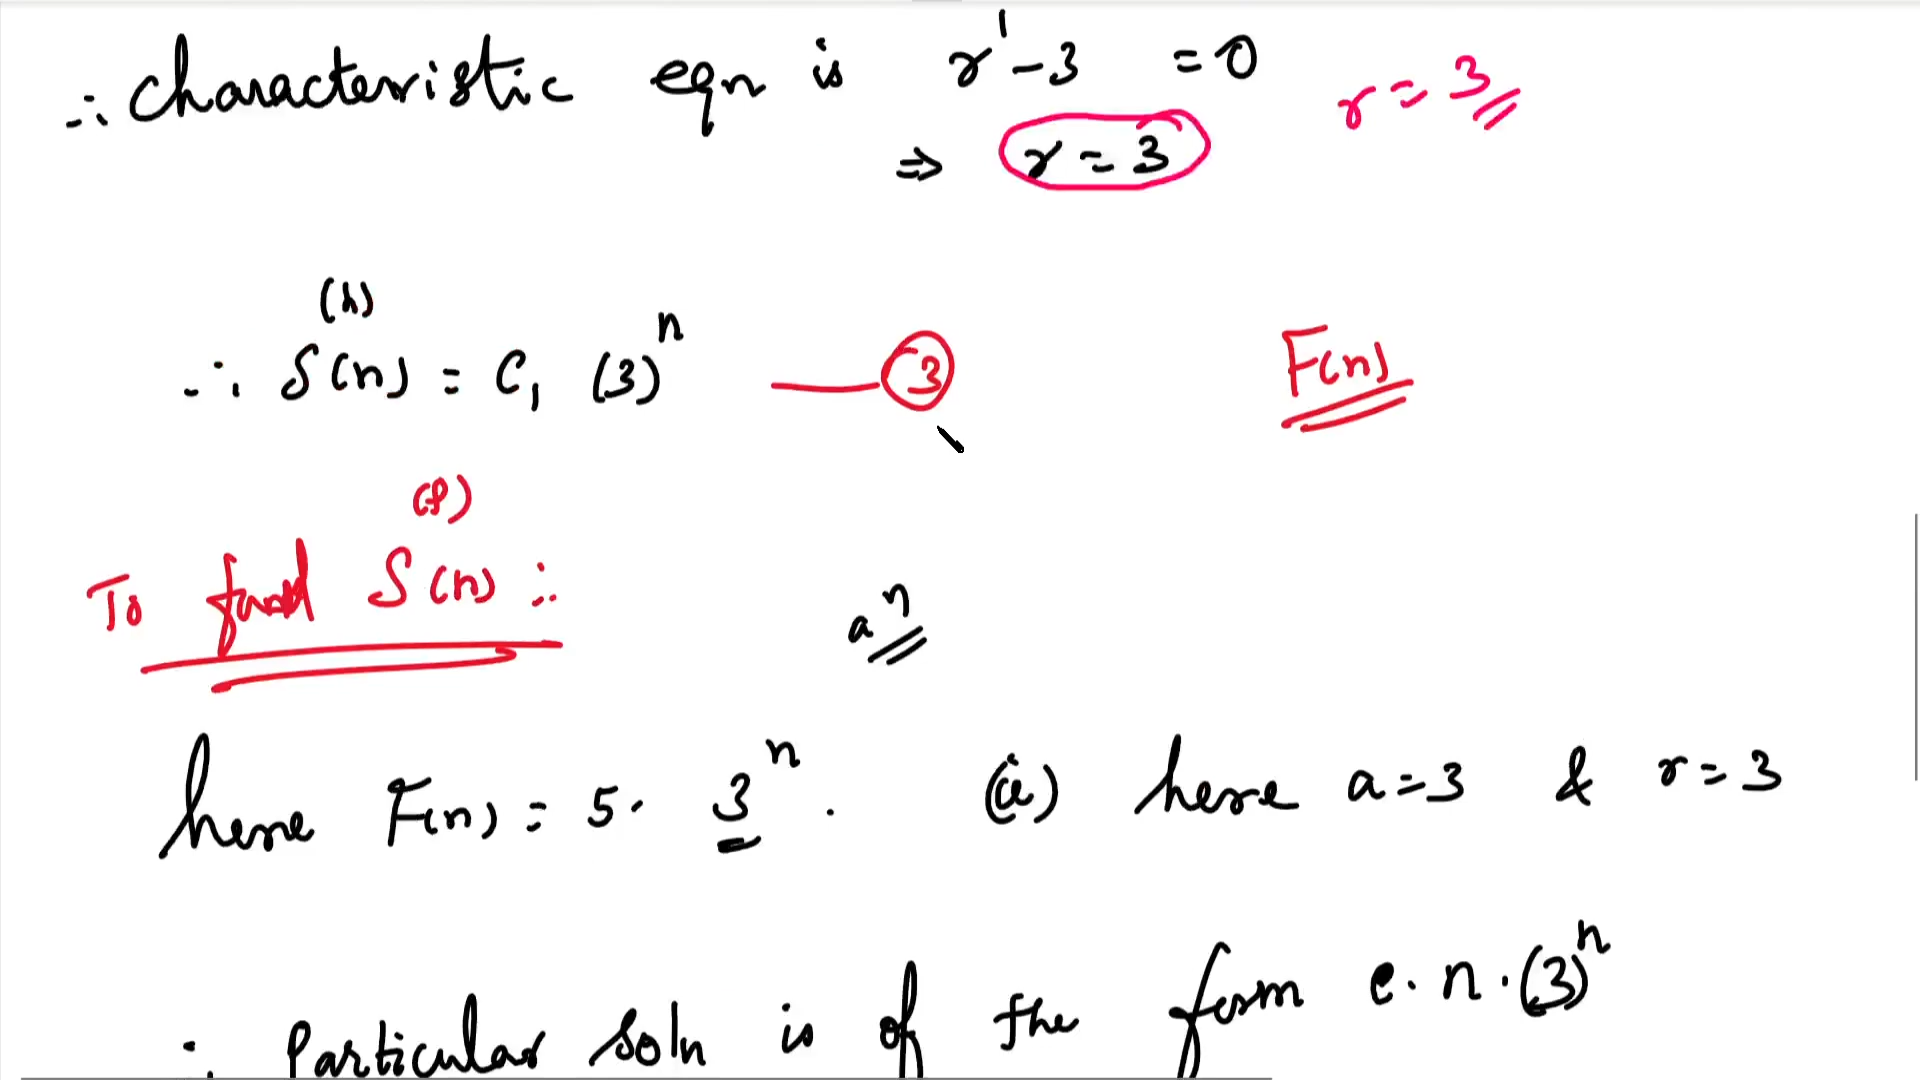 ∴ characteristic eqn is r¹ - 3 = 0 r = 3
⇒ r = 3
∴ S(n)⁽ʰ⁾ = C₁ (3)ⁿ —— ③ F(n)
To find S(n)⁽ᵖ⁾ :
aⁿ
here F(n) = 5 . 3ⁿ . (ie) here a = 3 & r = 3
∴ Particular soln is of the form c . n . (3)ⁿ